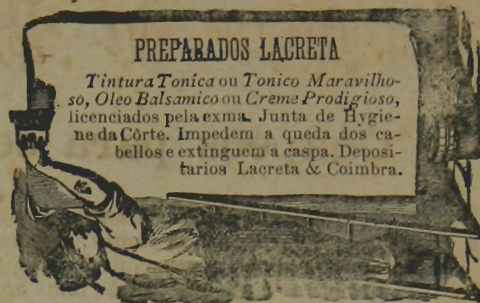 PREPARADOS LACRETA
Tintura Tonica ou Tonico Maravilho-
so, Oleo Balsamico ou Creme Prodigioso,
licenciados pela exma. Junta de Hygie-
ne da Côrte. Impedem a queda dos ca-
bellos e extinguem a caspa. Deposi-
tarios Lacreta & Coimbra.